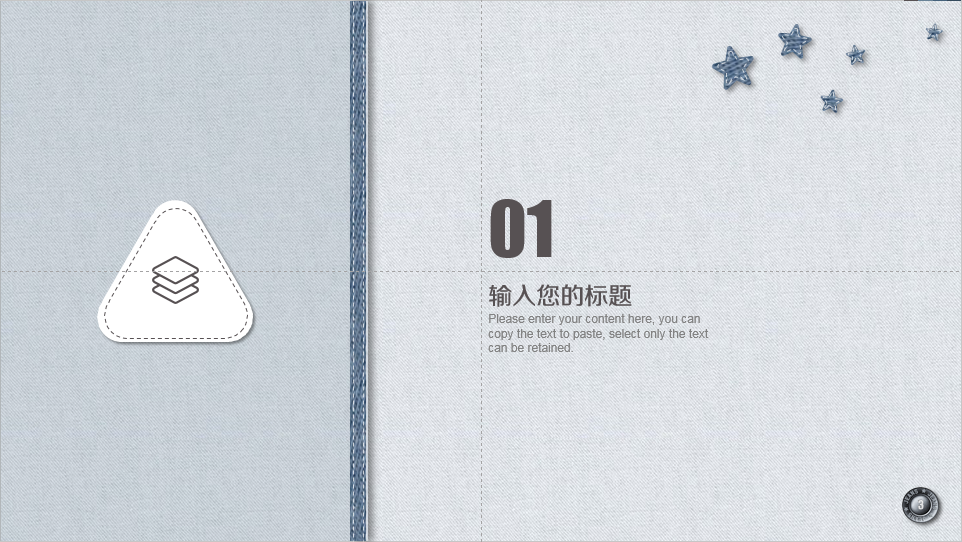 01
输入您的标题
Please enter your content here, you can
copy the text to paste, select only the text
can be retained.
3